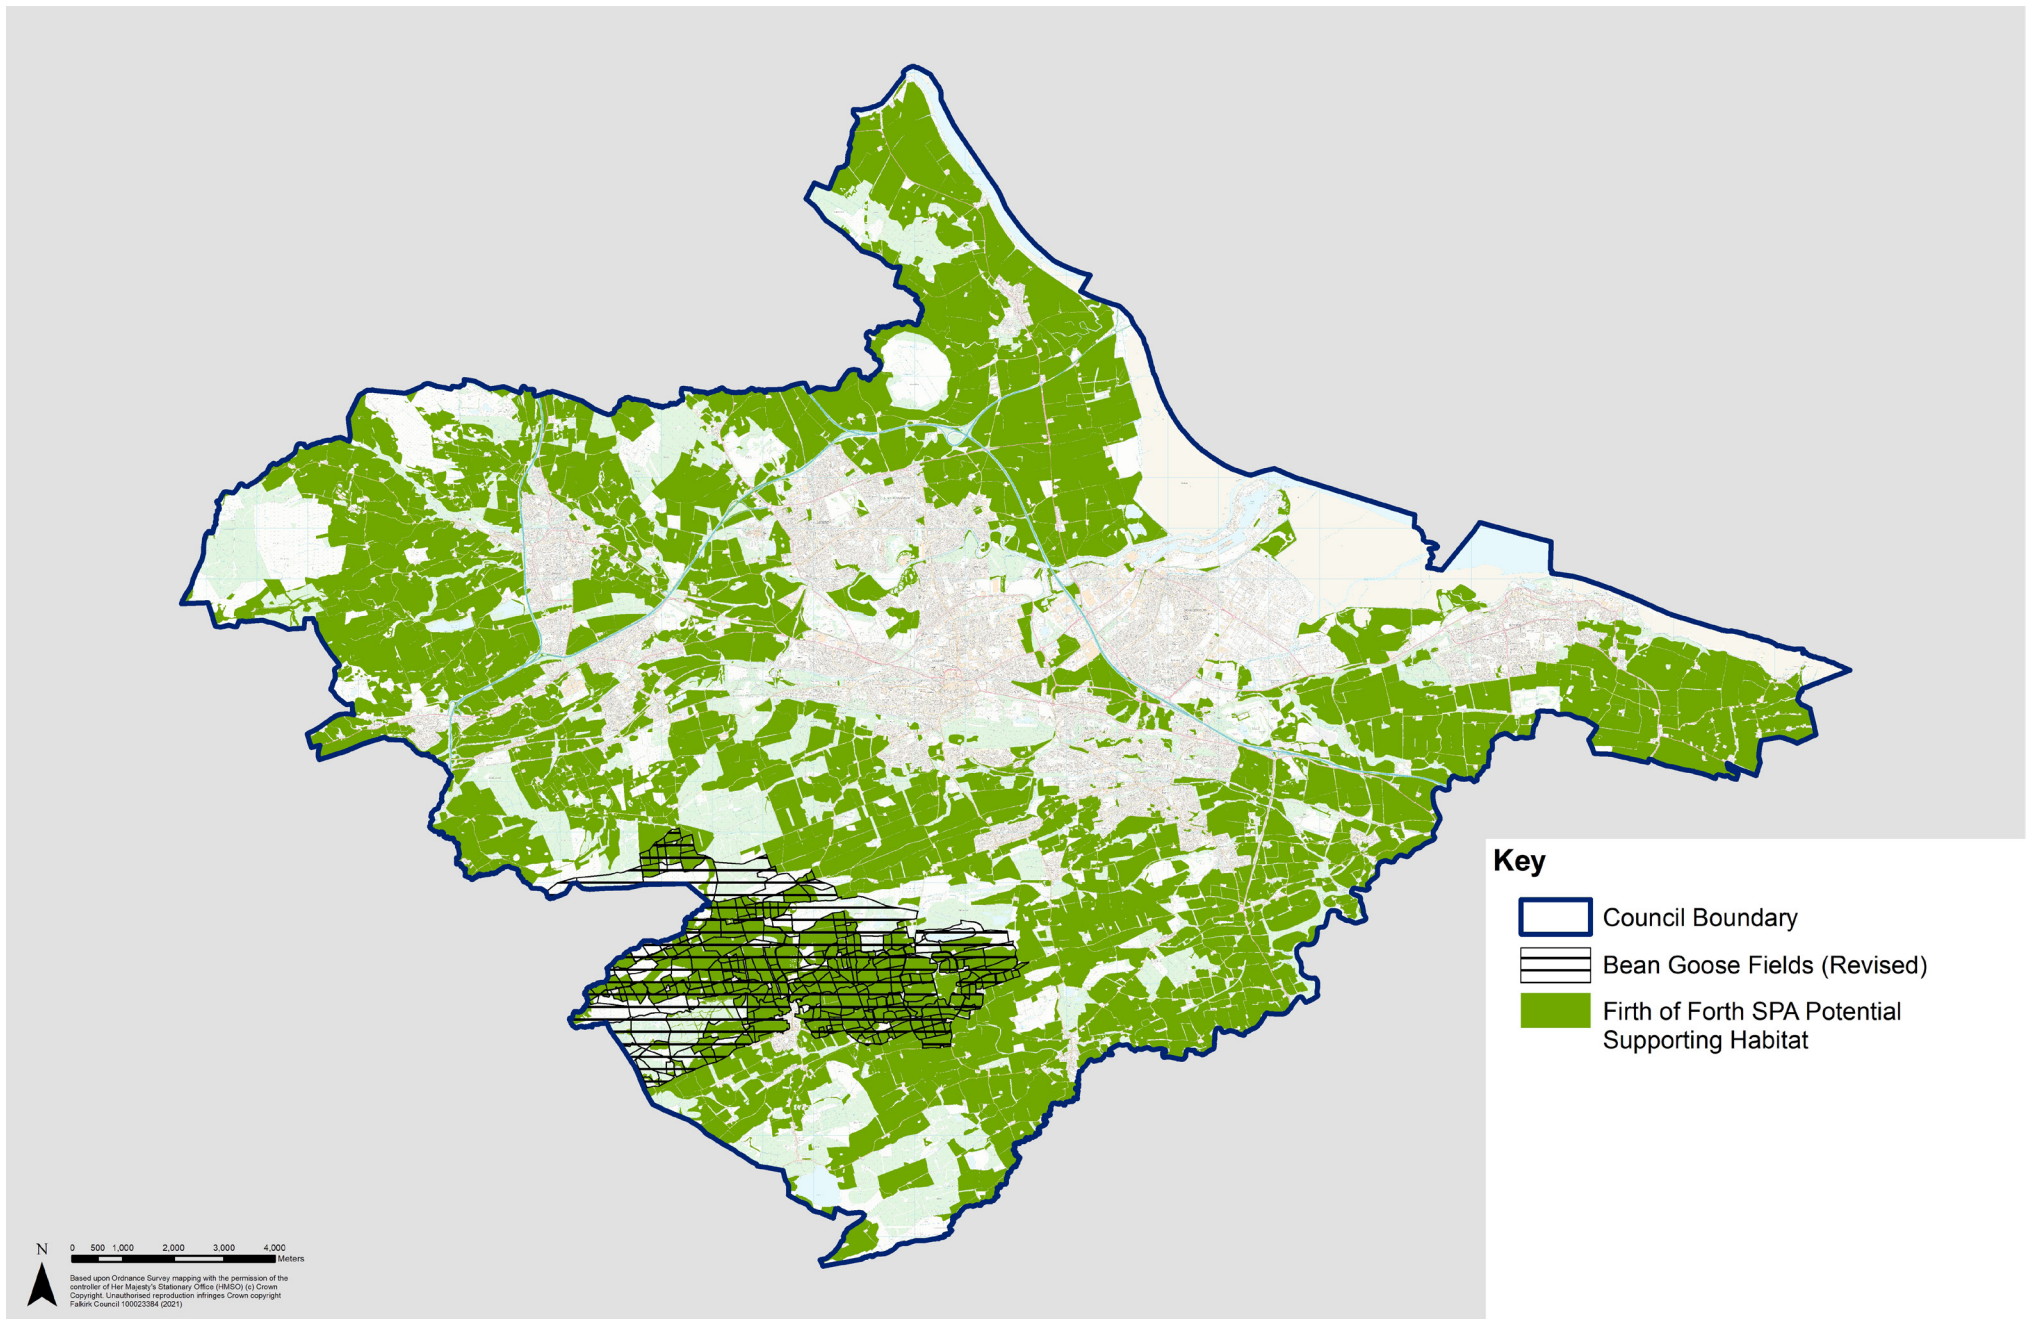 Key
Council Boundary
Bean Goose Fields (Revised)
Firth of Forth SPA Potential
Supporting Habitat
N
0 500 1,000 2,000 3,000 4,000
Meters
Based upon Ordnance Survey mapping with the permission of the
controller of Her Majesty's Stationary Office (HMSO) (c) Crown
Copyright. Unauthorised reproduction infringes Crown copyright
Falkirk Council 100023384 (2021)